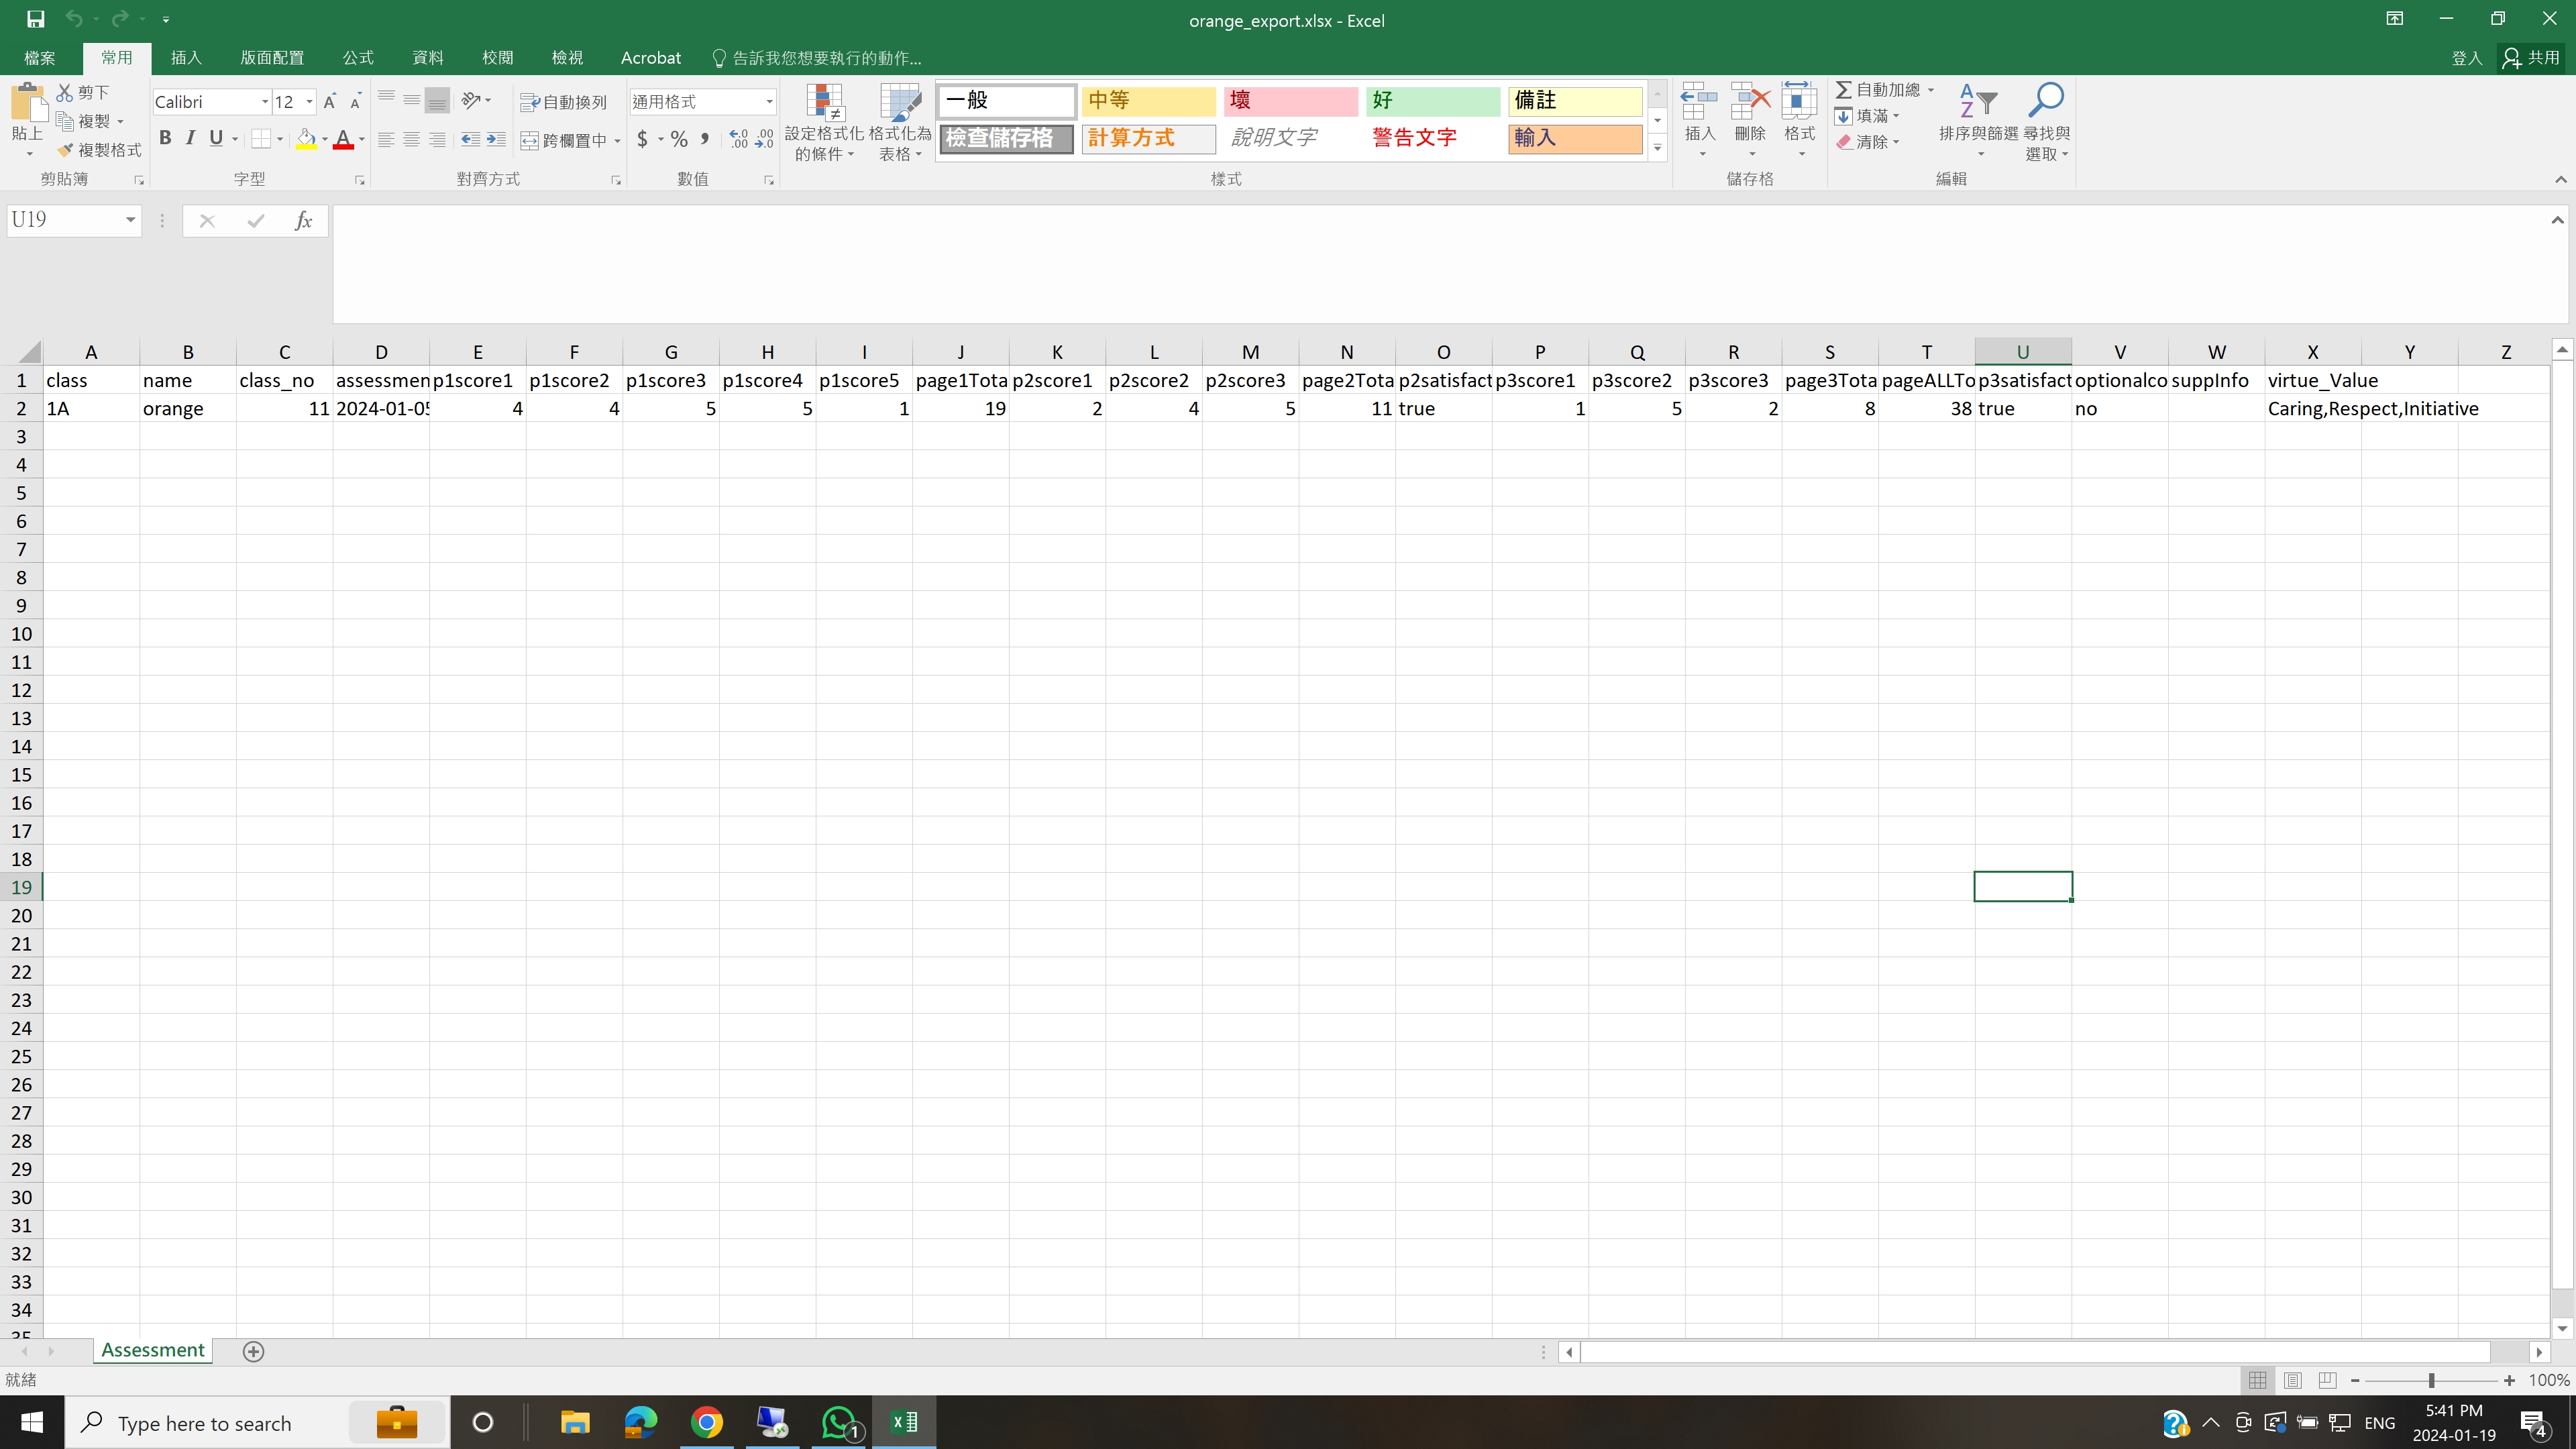 orange_export.xlsx - Excel
檔案 常用 插入 版面配置 公式 資料 校閱 檢視 Acrobat 告訴我您想要執行的動作... 登入 共用
貼上 剪下 複製 複製格式 剪貼簿
Calibri 12 A A B I U A 字型
自動換列 跨欄置中 對齊方式
通用格式 $ % 數值
設定格式化的條件 格式化為表格
一般 中等 壞 好 備註
檢查儲存格 計算方式 說明文字 警告文字 輸入
樣式
插入 刪除 格式 儲存格
自動加總 填滿 清除 排序與篩選 尋找與選取 編輯
U19 fx
A B C D E F G H I J K L M N O P Q R S T U V W X Y Z
1 class name class_no assessmen p1score1 p1score2 p1score3 p1score4 p1score5 page1Tota p2score1 p2score2 p2score3 page2Tota p2satisfact p3score1 p3score2 p3score3 page3Tota pageALLTo p3satisfact optionalco suppInfo virtue_Value
2 1A orange 11 2024-01-05 4 4 5 5 1 19 2 4 5 11 true 1 5 2 8 38 true no Caring,Respect,Initiative
3
4
5
6
7
8
9
10
11
12
13
14
15
16
17
18
19
20
21
22
23
24
25
26
27
28
29
30
31
32
33
34
35
Assessment
就緒 100%
Type here to search 1 ENG 5:41 PM 4
2024-01-19